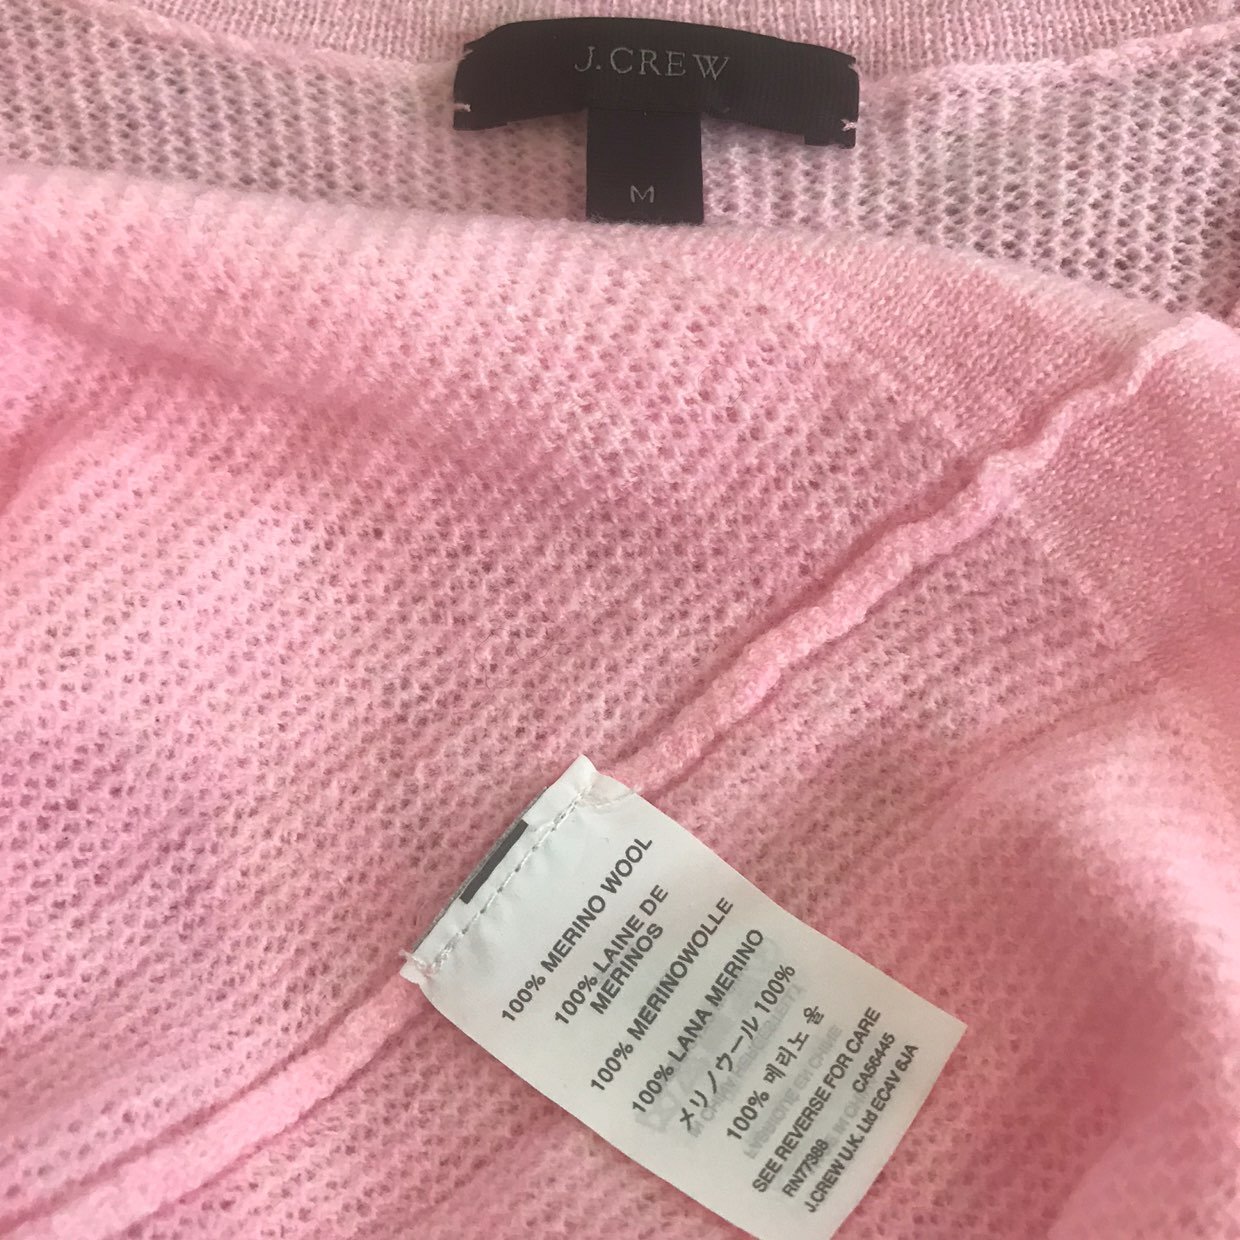 J.CREW
M
100% MERINO WOOL
100% LAINE DE
MERINOS
100% MERINOWOLLE
100% LANA MERINO
メリノウール 100%
100% 메리노 울
SEE REVERSE FOR CARE
RN77388 CA56445
J.CREW U.K. Ltd EC4V 6JA